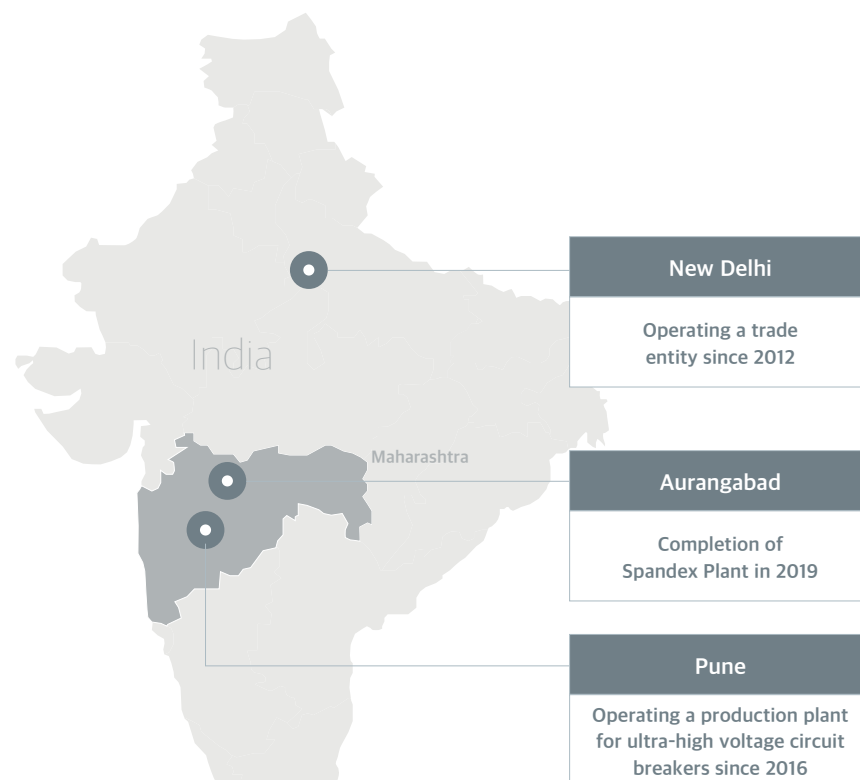 New Delhi
Operating a trade
entity since 2012
India
Maharashtra
Aurangabad
Completion of
Spandex Plant in 2019
Pune
Operating a production plant
for ultra-high voltage circuit
breakers since 2016